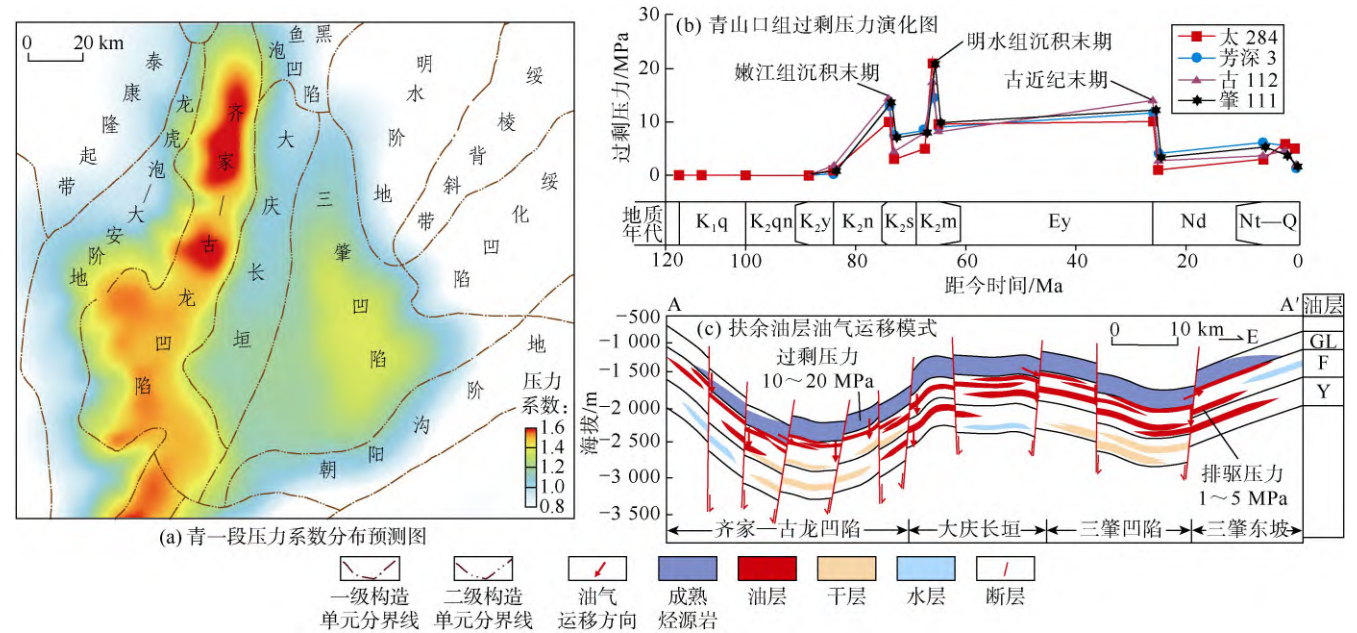 0 20 km
泰康隆起带
龙虎泡—大安阶地
齐家
古龙凹陷
鱼黑
泡
凹陷
大庆长垣
三肇凹陷
明水阶地
绥棱背斜带
绥化凹陷
朝阳沟阶地
压力
系数:
1.6
1.4
1.2
1.0
0.8
(a) 青一段压力系数分布预测图
(b) 青山口组过剩压力演化图
过剩压力/MPa
30
20
10
0
嫩江组沉积末期
明水组沉积末期
古近纪末期
太 284
芳深 3
古 112
肇 111
地质
年代
K₁q K₂qn K₂y K₂n K₂s K₂m Ey Nd Nt—Q
120 100 80 60 40 20 0
距今时间/Ma
A A′ 油层
(c) 扶余油层油气运移模式
0 10 km
E
GL
F
Y
海拔/m
−500
−1 000
−1 500
−2 000
−2 500
−3 000
−3 500
过剩压力
10～20 MPa
排驱压力
1～5 MPa
齐家—古龙凹陷 大庆长垣 三肇凹陷 三肇东坡
一级构造
单元分界线
二级构造
单元分界线
油气
运移方向
成熟
烃源岩
油层
干层
水层
断层